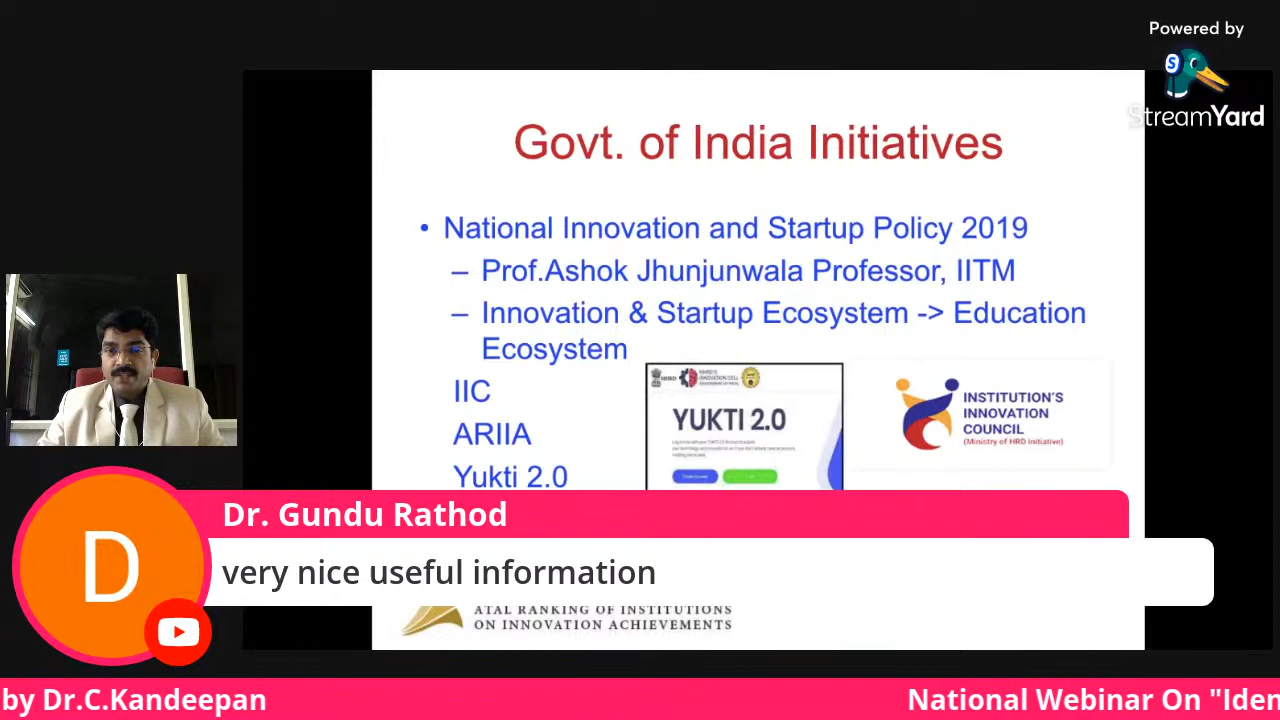 Powered by
StreamYard
Govt. of India Initiatives
• National Innovation and Startup Policy 2019
– Prof.Ashok Jhunjunwala Professor, IITM
– Innovation & Startup Ecosystem -> Education
Ecosystem
IIC
ARIIA
Yukti 2.0
YUKTI 2.0
INSTITUTION'S
INNOVATION
COUNCIL
(Ministry of HRD Initiative)
D
Dr. Gundu Rathod
very nice useful information
ATAL RANKING OF INSTITUTIONS
ON INNOVATION ACHIEVEMENTS
by Dr.C.Kandeepan
National Webinar On "Iden